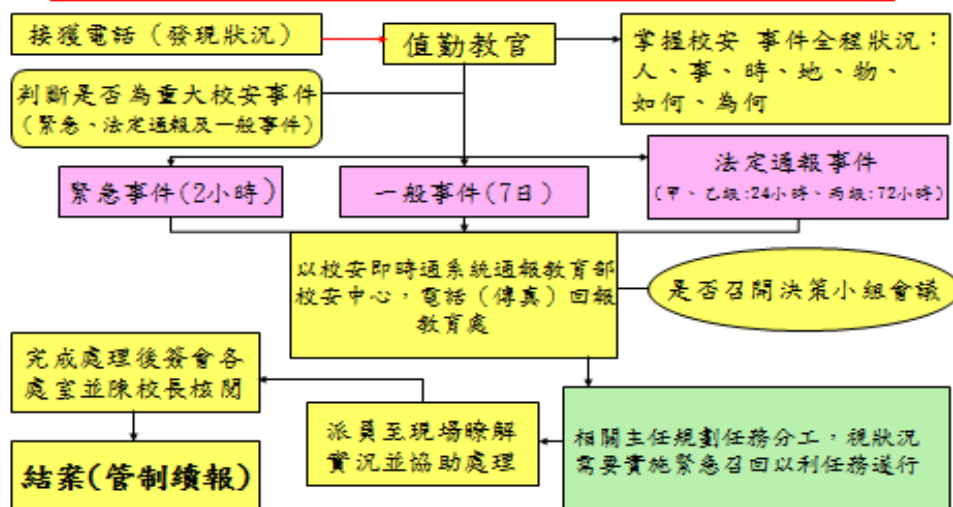 接獲電話（發現狀況）
值勤教官
掌握校安 事件全程狀況：
人、事、時、地、物、
如何、為何
判斷是否為重大校安事件
（緊急、法定通報及一般事件）
緊急事件(2小時)
一般事件(7日)
法定通報事件
(甲、乙級:24小時、丙級:72小時)
以校安即時通系統通報教育部
校安中心，電話（傳真）回報
教育處
是否召開決策小組會議
完成處理後簽會各
處室並陳校長核閱
派員至現場瞭解
實況並協助處理
相關主任規劃任務分工，視狀況
需要實施緊急召回以利任務遂行
結案(管制續報)